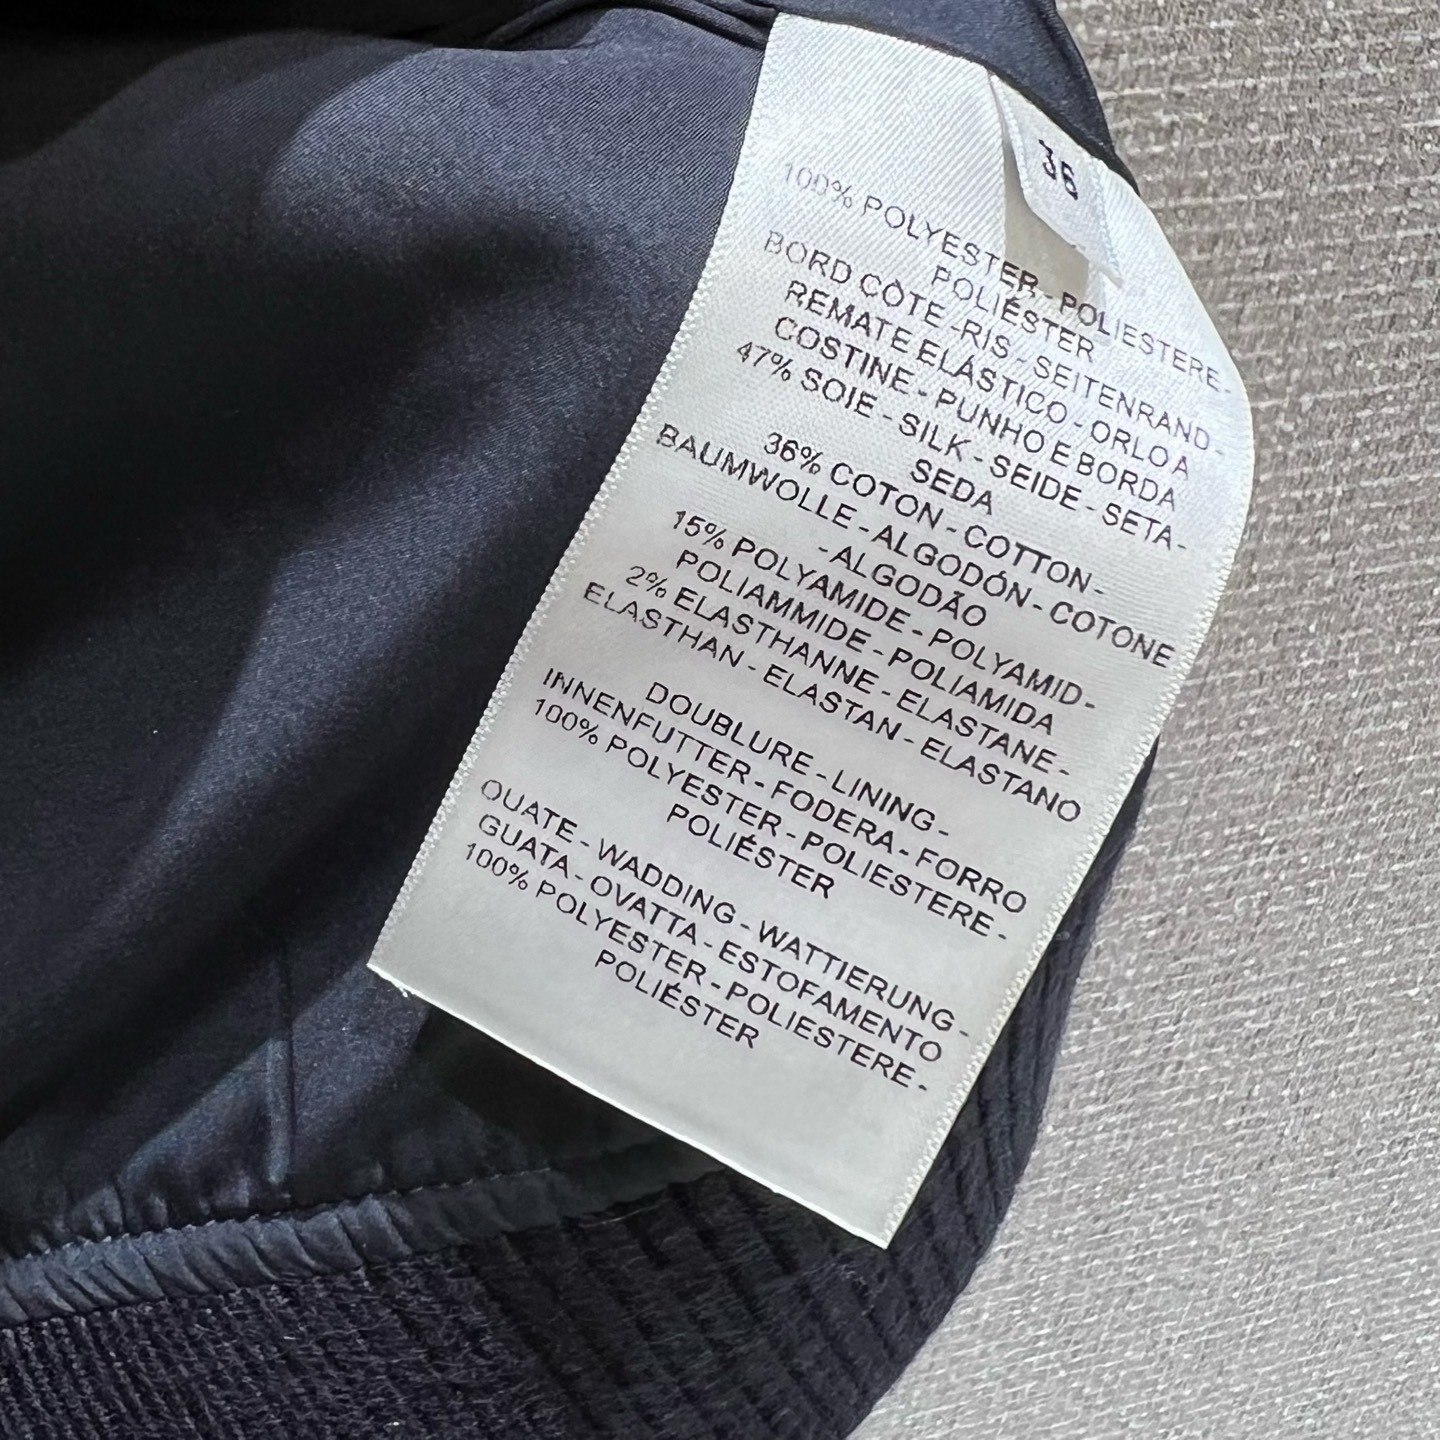 36
100% POLYESTER - POLIESTERE -
POLIÉSTER
BORD CÔTE - RIS - SEITENRAND -
REMATE ELÁSTICO - ORLO A
COSTINE - PUNHO E BORDA
47% SOIE - SILK - SEIDE - SETA -
SEDA
36% COTON - COTTON -
BAUMWOLLE - ALGODÓN - COTONE
- ALGODÃO
15% POLYAMIDE - POLYAMID -
POLIAMMIDE - POLIAMIDA
2% ELASTHANNE - ELASTANE -
ELASTHAN - ELASTAN - ELASTANO
DOUBLURE - LINING -
INNENFUTTER - FODERA - FORRO
100% POLYESTER - POLIESTERE -
POLIÉSTER
OUATE - WADDING - WATTIERUNG -
GUATA - OVATTA - ESTOFAMENTO
100% POLYESTER - POLIESTERE -
POLIÉSTER